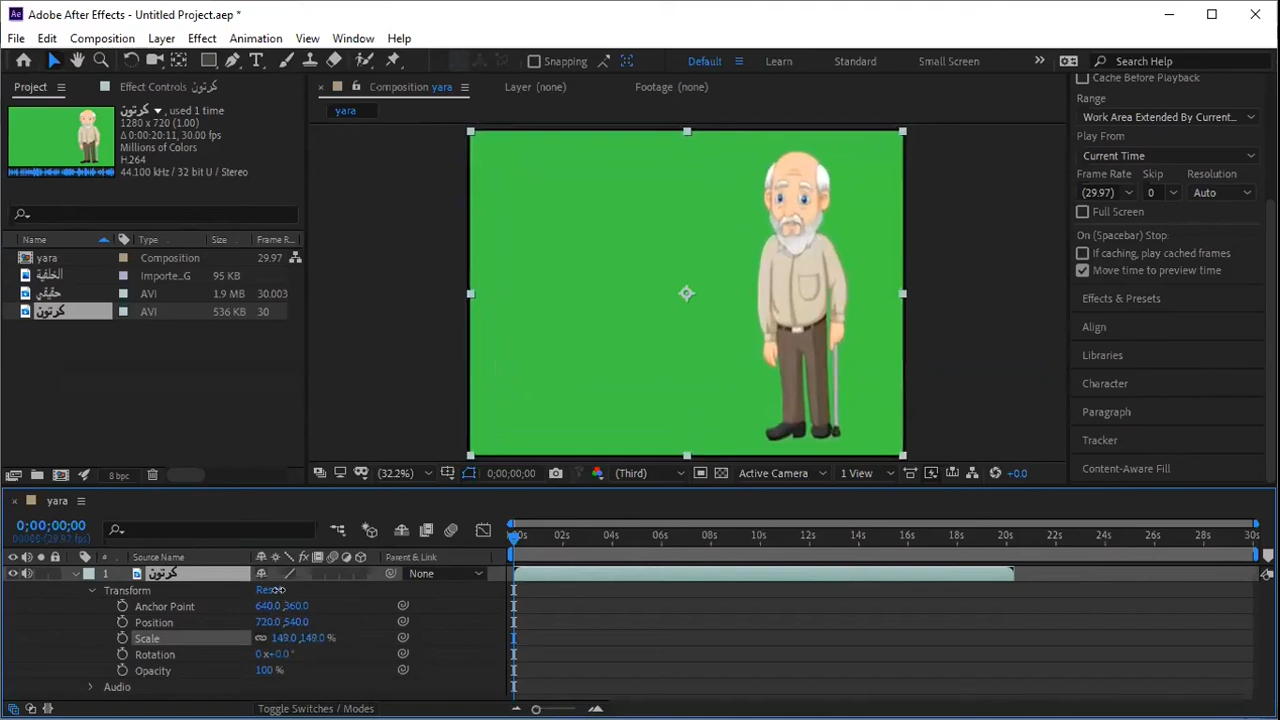 Adobe After Effects - Untitled Project.aep *
File Edit Composition Layer Effect Animation View Window Help
Snapping Default Learn Standard Small Screen Search Help
Project Effect Controls كرتون
Composition yara Layer (none) Footage (none)
yara
كرتون , used 1 time
1280 x 720 (1.00)
Δ 0:00:20:11, 30.00 fps
Millions of Colors
H.264
44.100 kHz / 32 bit U / Stereo
Name Type Size Frame R...
yara Composition 29.97
الخلفية Importe...G 95 KB
حقيقي AVI 1.9 MB 30.003
كرتون AVI 536 KB 30
8 bpc
(32.2%) 0;00;00;00 (Third) Active Camera 1 View +0.0
Cache Before Playback
Range
Work Area Extended By Current...
Play From
Current Time
Frame Rate Skip Resolution
(29.97) 0 Auto
Full Screen
On (Spacebar) Stop:
If caching, play cached frames
Move time to preview time
Effects & Presets
Align
Libraries
Character
Paragraph
Tracker
Content-Aware Fill
yara
0;00;00;00
00000 (29.97 fps)
# Source Name Parent & Link
:00s 02s 04s 06s 08s 10s 12s 14s 16s 18s 20s 22s 24s 26s 28s 30s
1 كرتون None
Transform
Anchor Point 640.0,360.0
Position 720.0,540.0
Scale 149.0,149.0 %
Rotation 0 x+0.0 °
Opacity 100 %
Audio
Toggle Switches / Modes